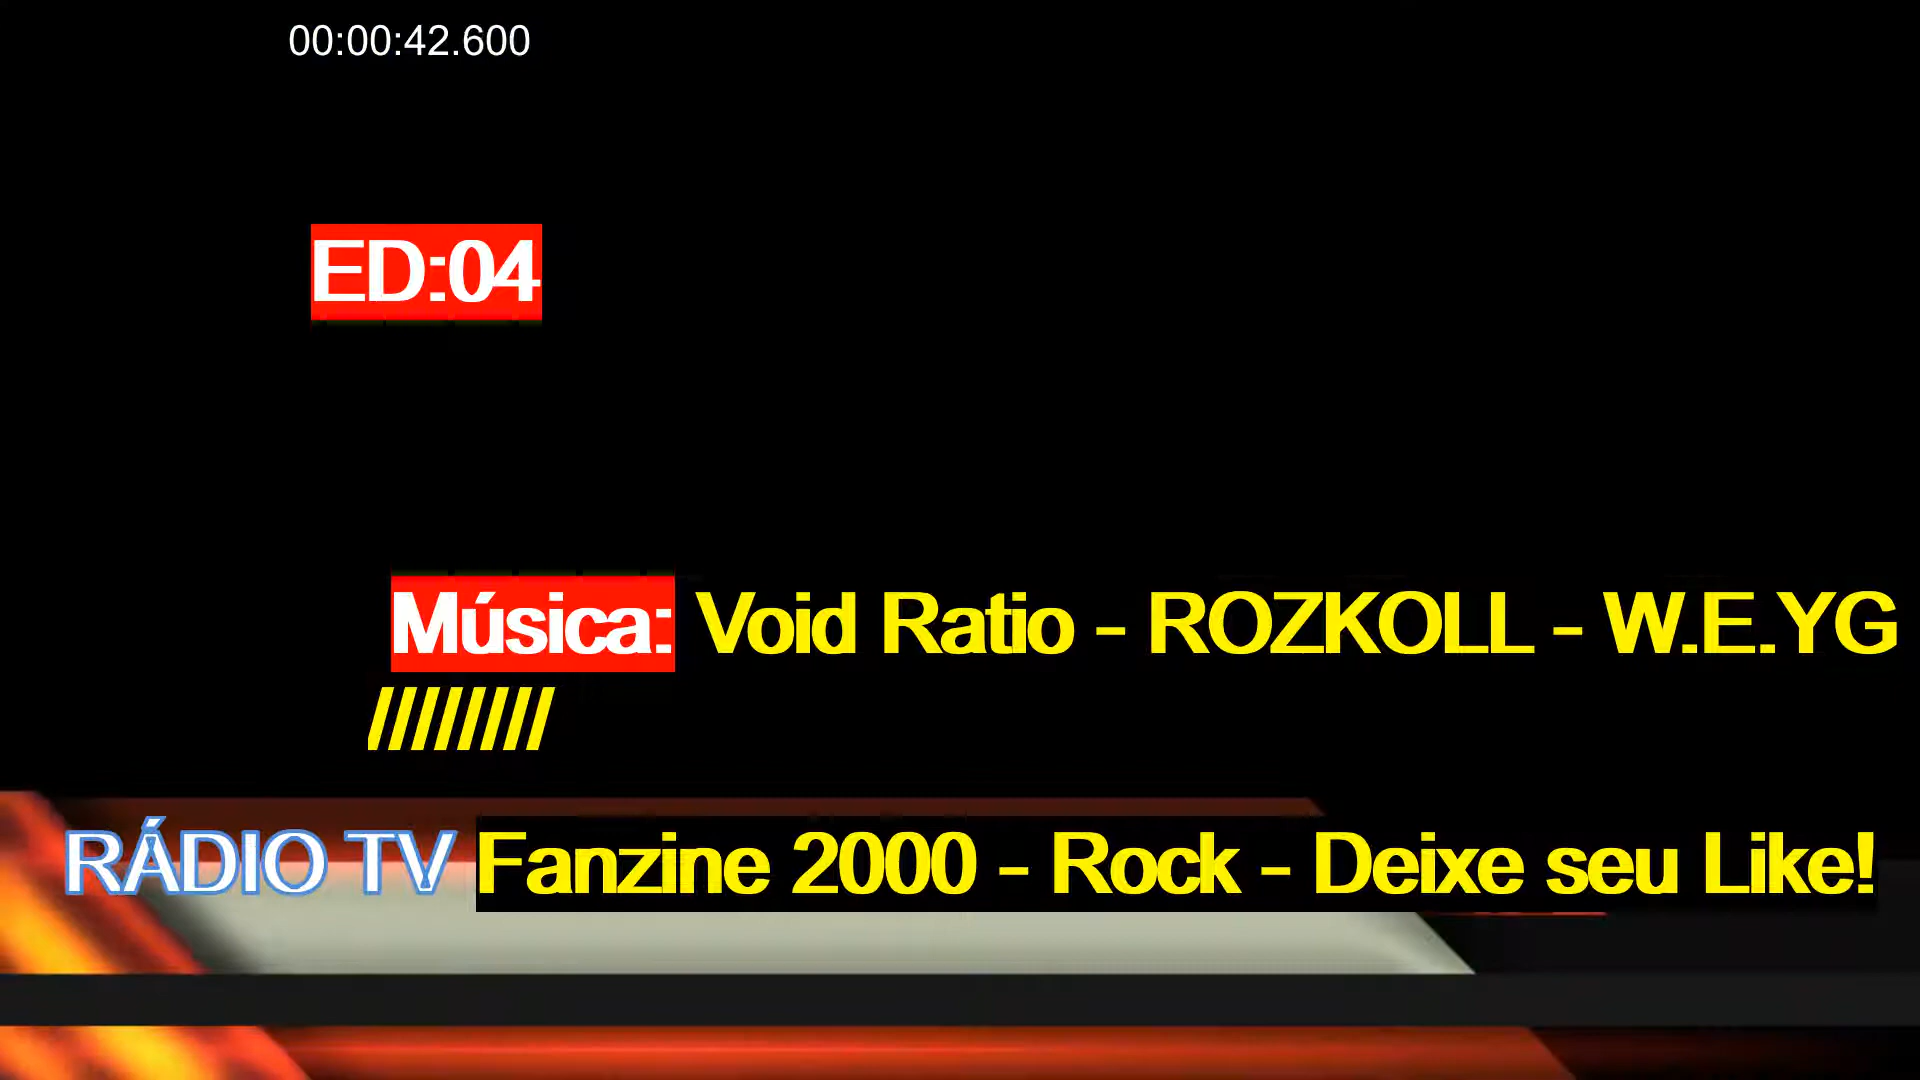 00:00:42.600
ED:04
Música: Void Ratio - ROZKOLL - W.E.YG
////////
RÁDIO TV Fanzine 2000 - Rock - Deixe seu Like!